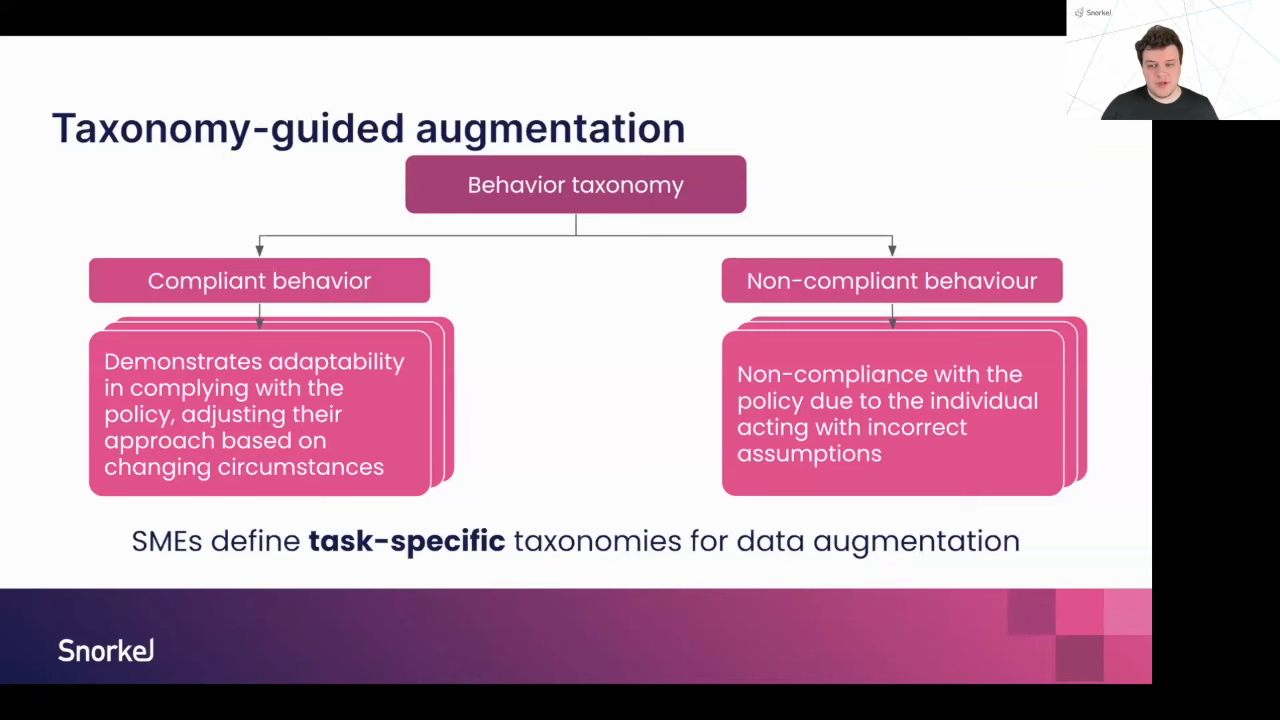 Snorkel
Taxonomy-guided augmentation
Behavior taxonomy
Compliant behavior
Non-compliant behaviour
Demonstrates adaptability
in complying with the
policy, adjusting their
approach based on
changing circumstances
Non-compliance with the
policy due to the individual
acting with incorrect
assumptions
SMEs define task-specific taxonomies for data augmentation
Snorkel